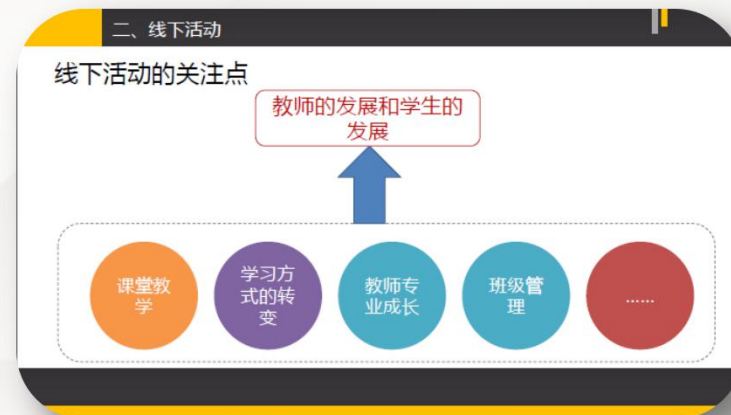 二、线下活动
线下活动的关注点
教师的发展和学生的
发展
课堂教
学
学习方
式的转
变
教师专
业成长
班级管
理
……